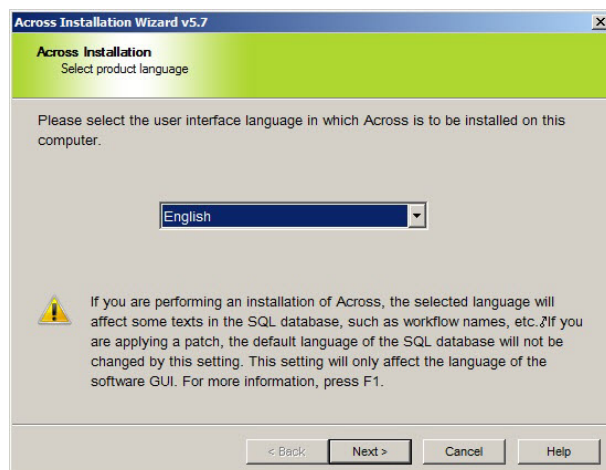 Across Installation Wizard v5.7
Across Installation
Select product language
Please select the user interface language in which Across is to be installed on this
computer.
English
If you are performing an installation of Across, the selected language will
affect some texts in the SQL database, such as workflow names, etc. If you
are applying a patch, the default language of the SQL database will not be
changed by this setting. This setting will only affect the language of the
software GUI. For more information, press F1.
< Back Next > Cancel Help